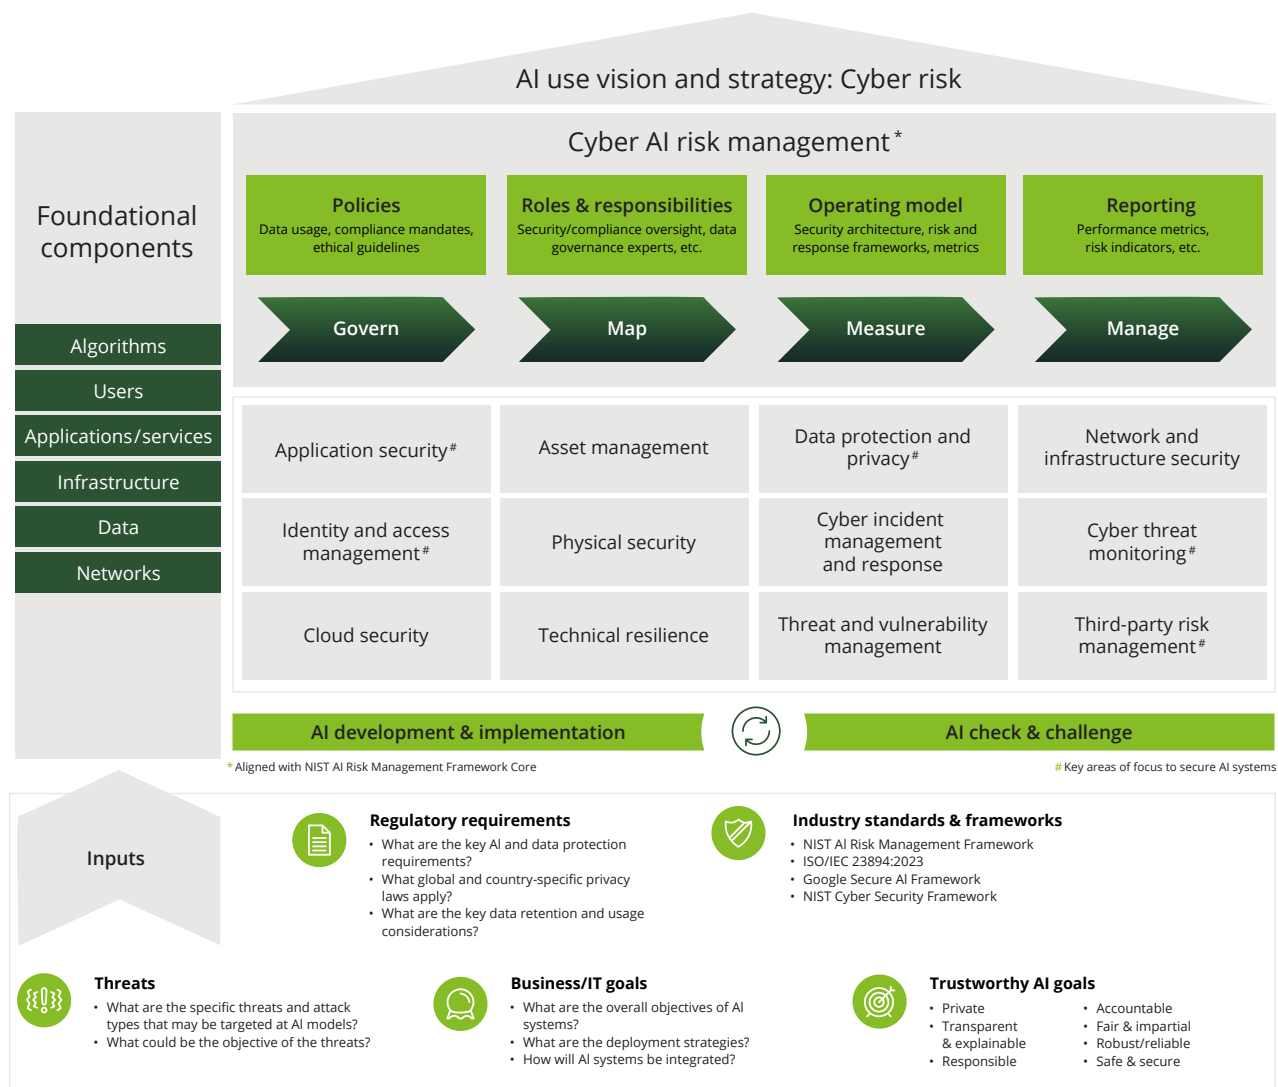 AI use vision and strategy: Cyber risk
Foundational
components
Algorithms
Users
Applications/services
Infrastructure
Data
Networks
Cyber AI risk management*
Policies
Data usage, compliance mandates,
ethical guidelines
Roles & responsibilities
Security/compliance oversight, data
governance experts, etc.
Operating model
Security architecture, risk and
response frameworks, metrics
Reporting
Performance metrics,
risk indicators, etc.
Govern
Map
Measure
Manage
Application security#
Asset management
Data protection and
privacy#
Network and
infrastructure security
Identity and access
management#
Physical security
Cyber incident
management
and response
Cyber threat
monitoring#
Cloud security
Technical resilience
Threat and vulnerability
management
Third-party risk
management#
AI development & implementation
AI check & challenge
* Aligned with NIST AI Risk Management Framework Core
# Key areas of focus to secure AI systems
Inputs
Regulatory requirements
• What are the key AI and data protection
requirements?
• What global and country-specific privacy
laws apply?
• What are the key data retention and usage
considerations?
Industry standards & frameworks
• NIST AI Risk Management Framework
• ISO/IEC 23894:2023
• Google Secure AI Framework
• NIST Cyber Security Framework
Threats
• What are the specific threats and attack
types that may be targeted at AI models?
• What could be the objective of the threats?
Business/IT goals
• What are the overall objectives of AI
systems?
• What are the deployment strategies?
• How will AI systems be integrated?
Trustworthy AI goals
• Private
• Transparent
& explainable
• Responsible
• Accountable
• Fair & impartial
• Robust/reliable
• Safe & secure